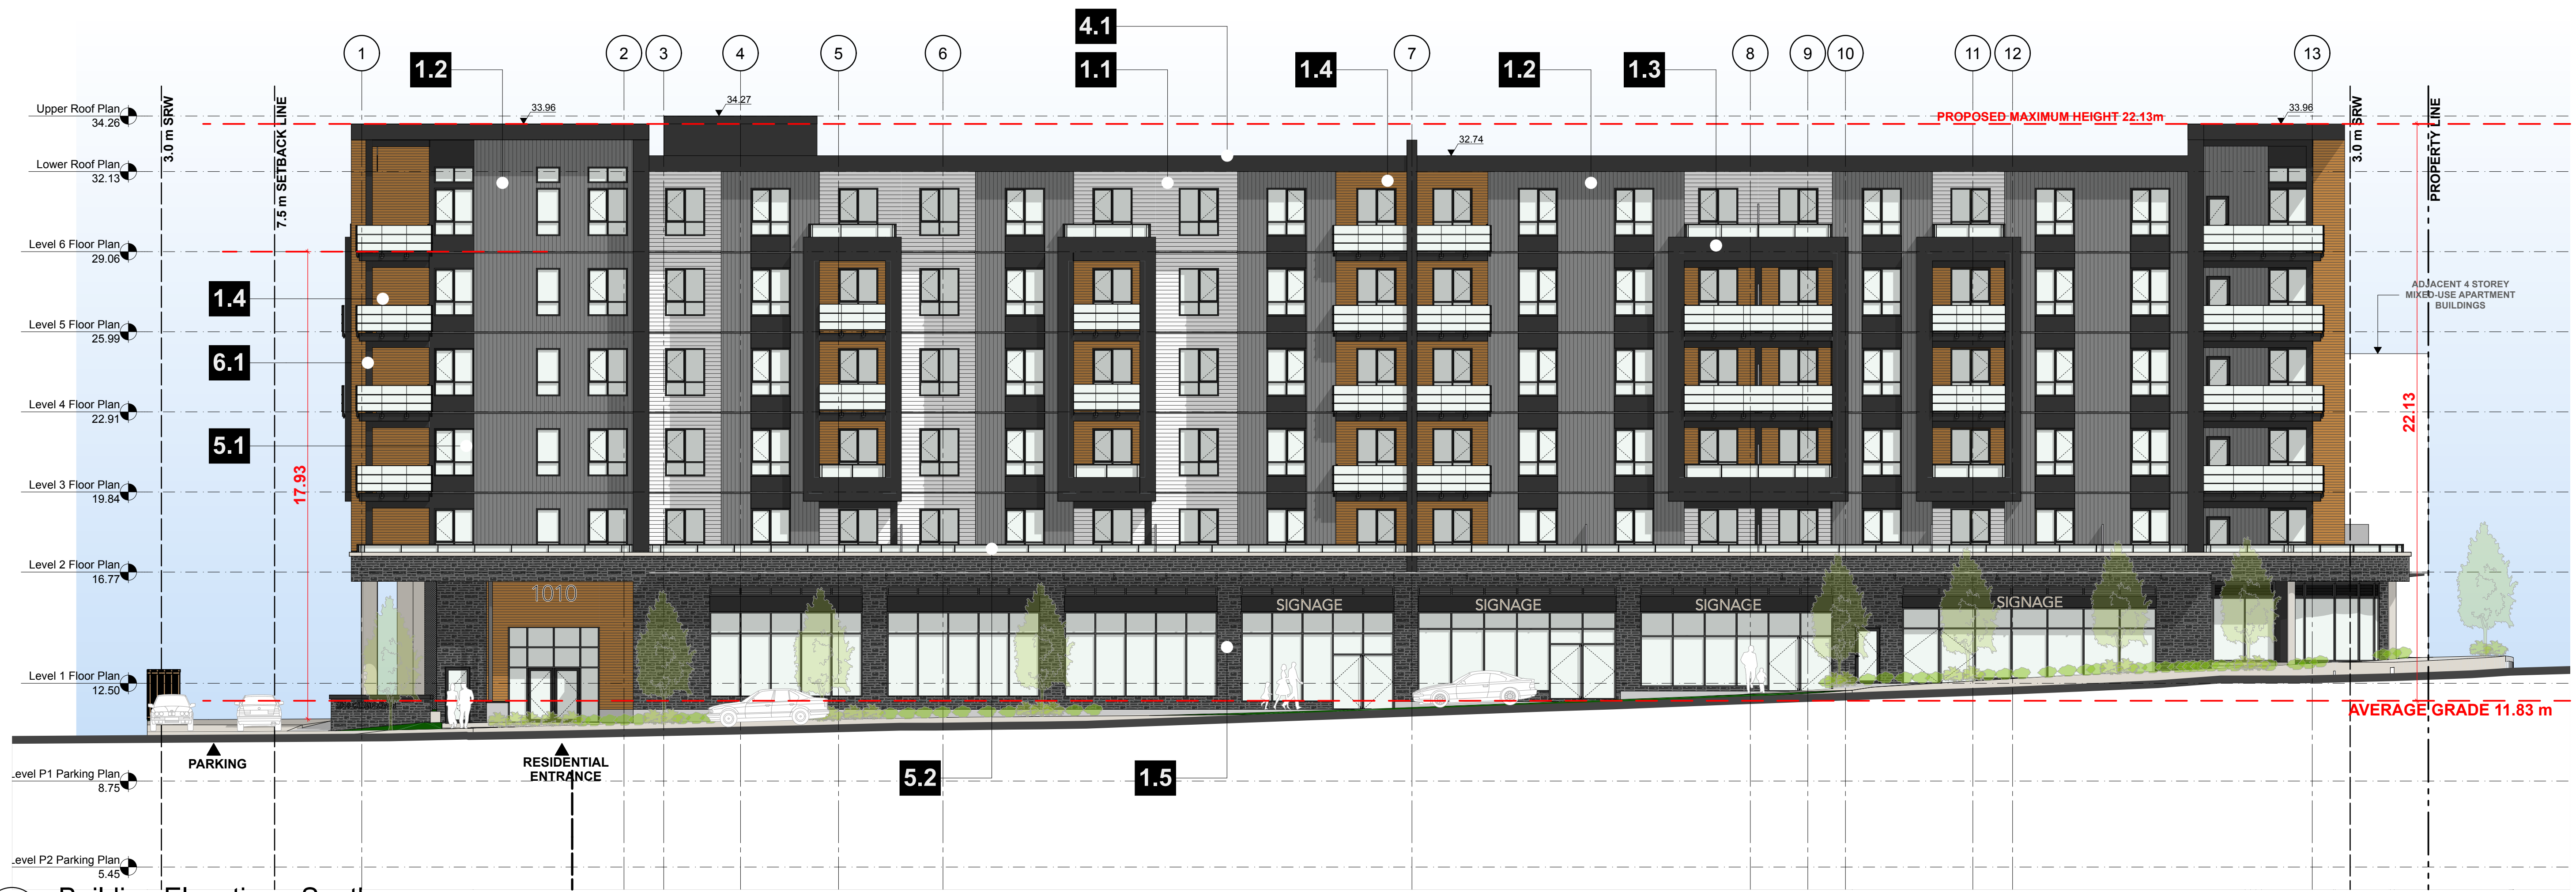 4.1
1
1.2
2
3
4
5
6
1.1
1.4
7
1.2
1.3
8
9
10
11
12
13
3.0 m SRW
7.5 m SETBACK LINE
Upper Roof Plan
34.26
33.96
34.27
32.74
PROPOSED MAXIMUM HEIGHT 22.13m
33.96
3.0 m SRW
PROPERTY LINE
Lower Roof Plan
32.13
Level 6 Floor Plan
29.06
1.4
ADJACENT 4 STOREY
MIXED-USE APARTMENT
BUILDINGS
Level 5 Floor Plan
25.99
6.1
Level 4 Floor Plan
22.91
22.13
5.1
17.93
Level 3 Floor Plan
19.84
Level 2 Floor Plan
16.77
1010
SIGNAGE
SIGNAGE
SIGNAGE
SIGNAGE
Level 1 Floor Plan
12.50
AVERAGE GRADE 11.83 m
PARKING
RESIDENTIAL
ENTRANCE
Level P1 Parking Plan
8.75
5.2
1.5
Level P2 Parking Plan
5.45